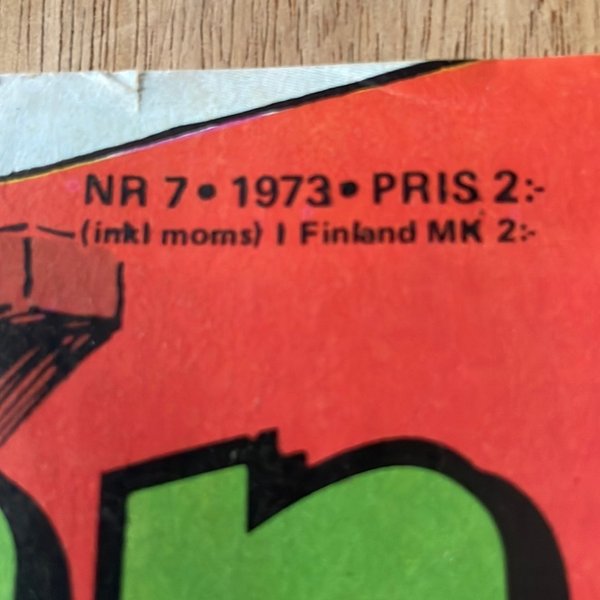 NR 7 • 1973 • PRIS 2:-
(inkl moms) I Finland MK 2:-
n